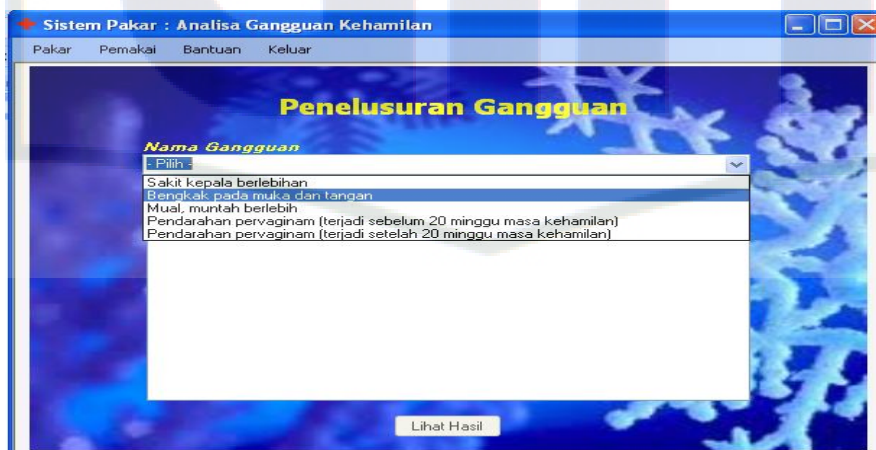 Sistem Pakar : Analisa Gangguan Kehamilan
Pakar Pemakai Bantuan Keluar
Penelusuran Gangguan
Nama Gangguan
- Pilih -
Sakit kepala berlebihan
Bengkak pada muka dan tangan
Mual, muntah berlebih
Pendarahan pervaginam (terjadi sebelum 20 minggu masa kehamilan)
Pendarahan pervaginam (terjadi setelah 20 minggu masa kehamilan)
Lihat Hasil